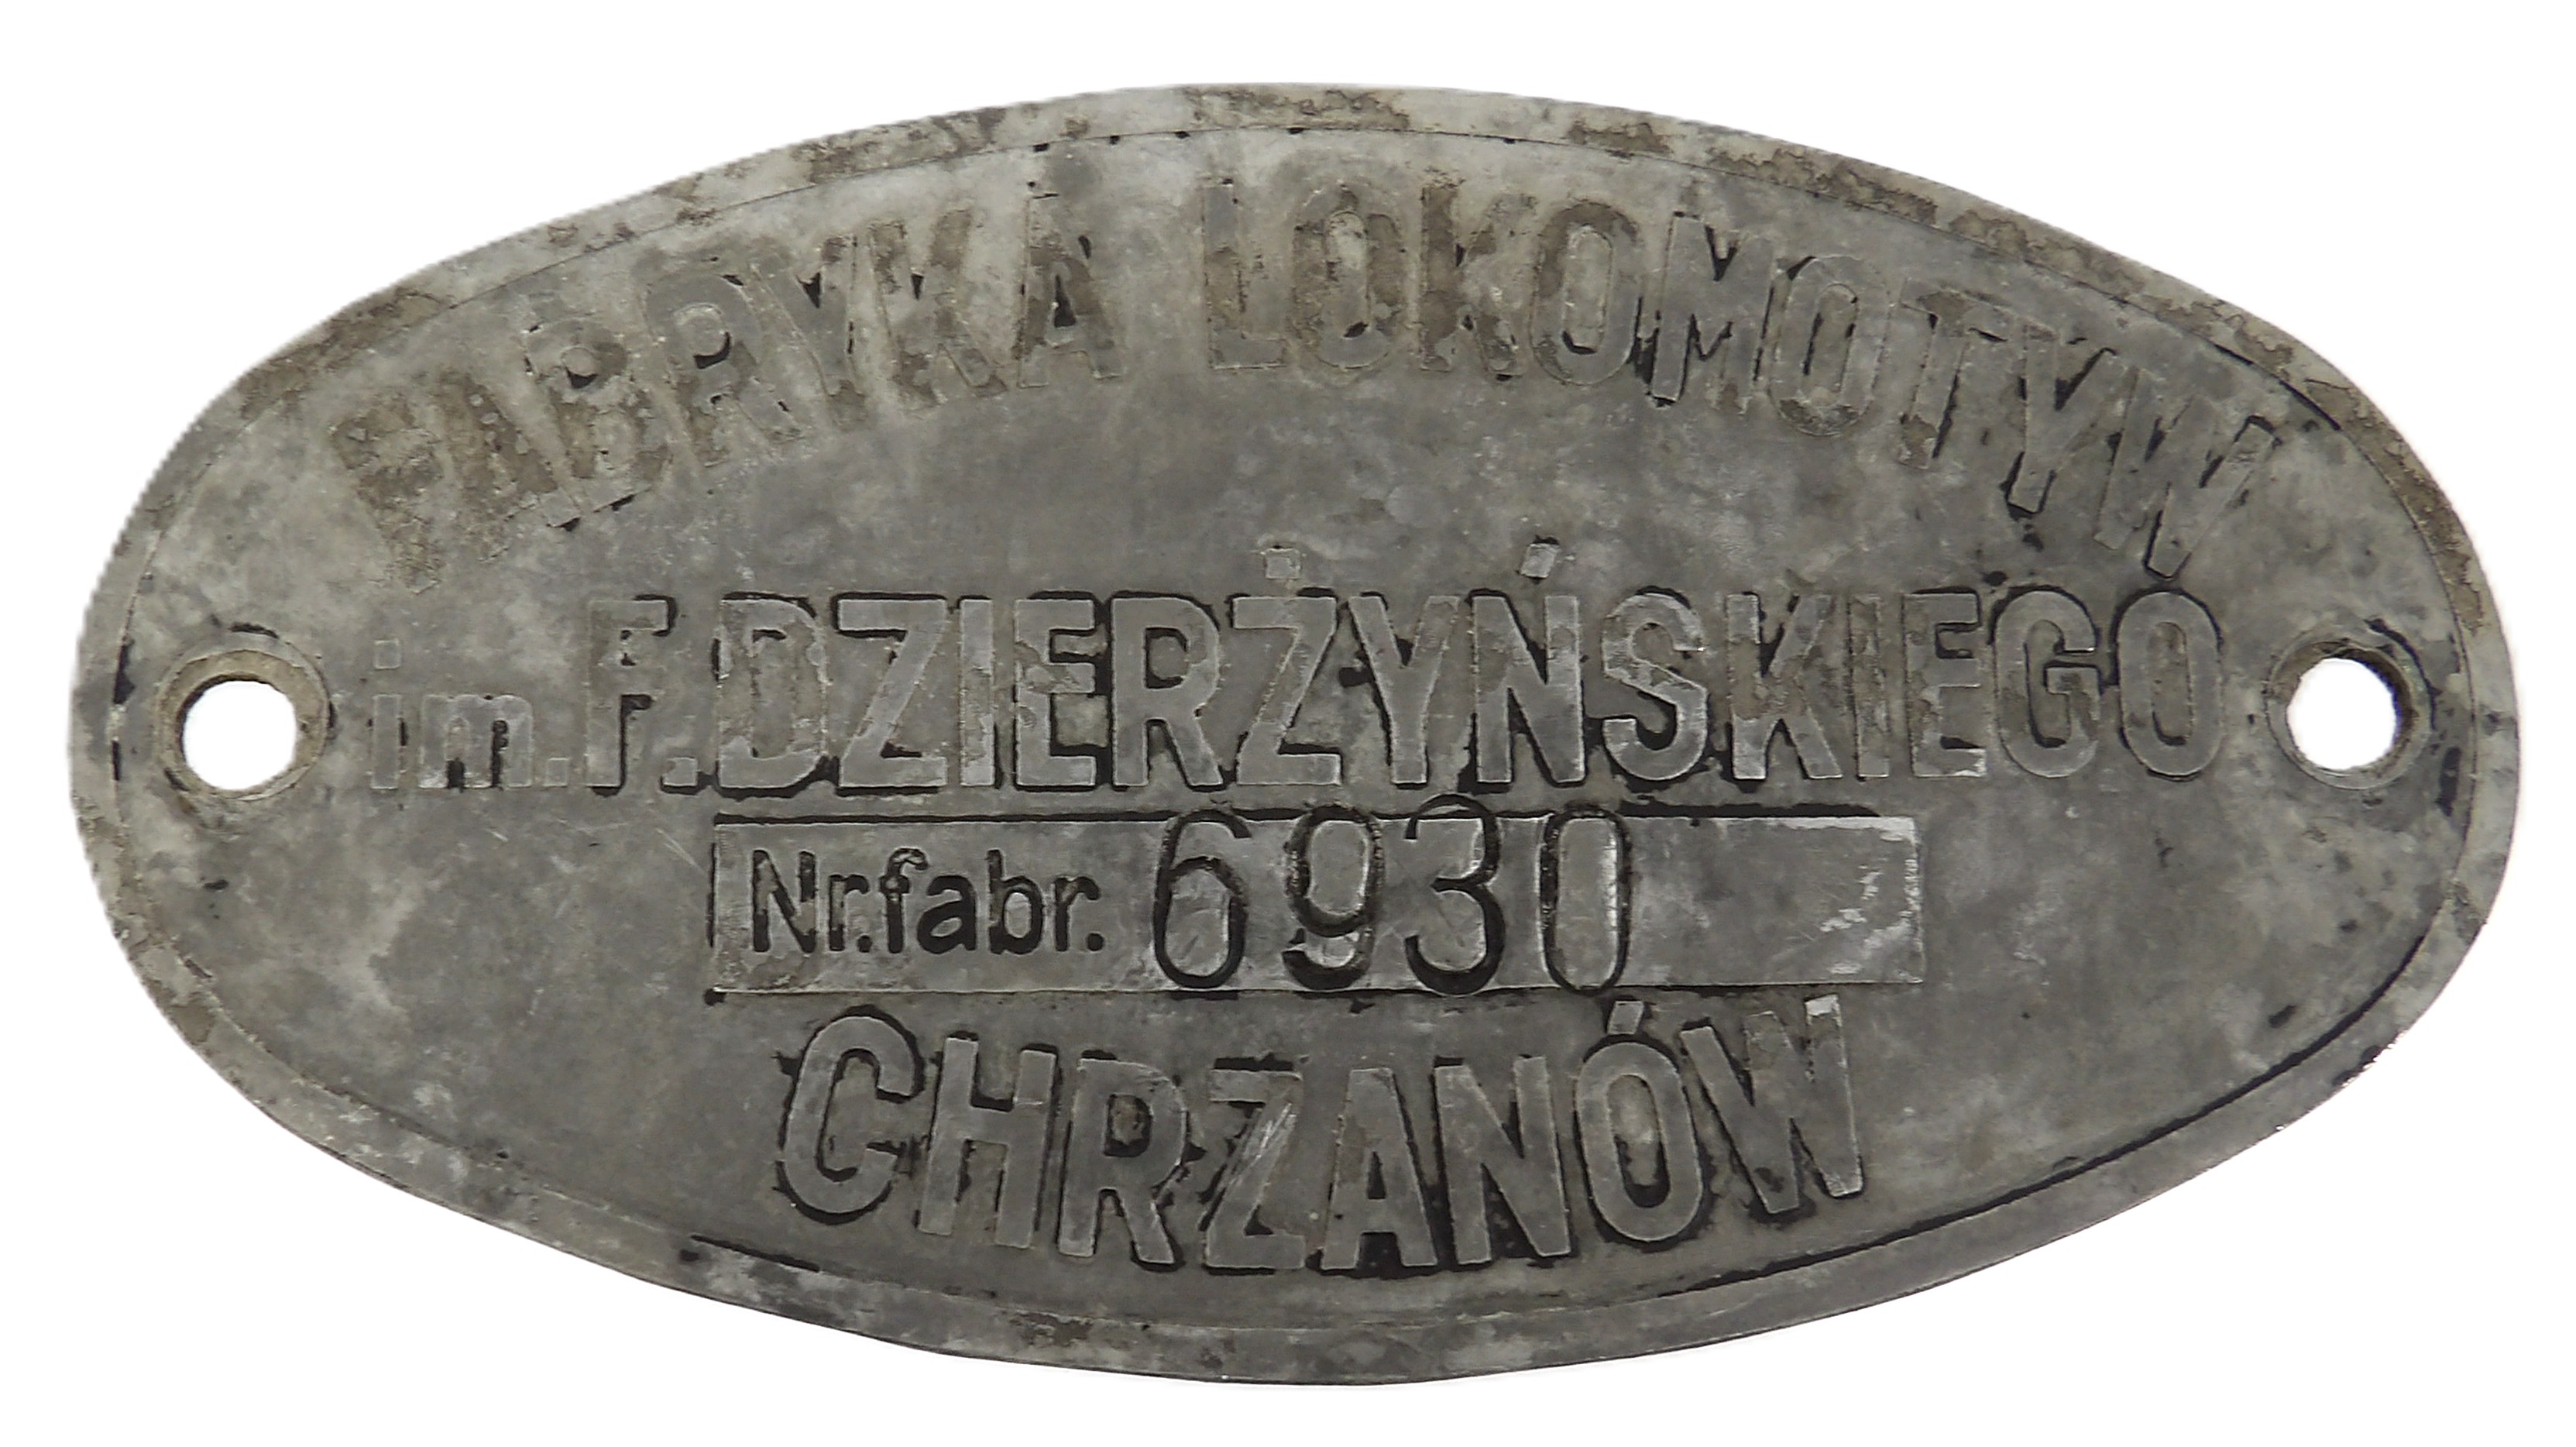 FABRYKA LOKOMOTYW
im. F. DZIERŻYŃSKIEGO
Nr. fabr. 6930
CHRZANÓW